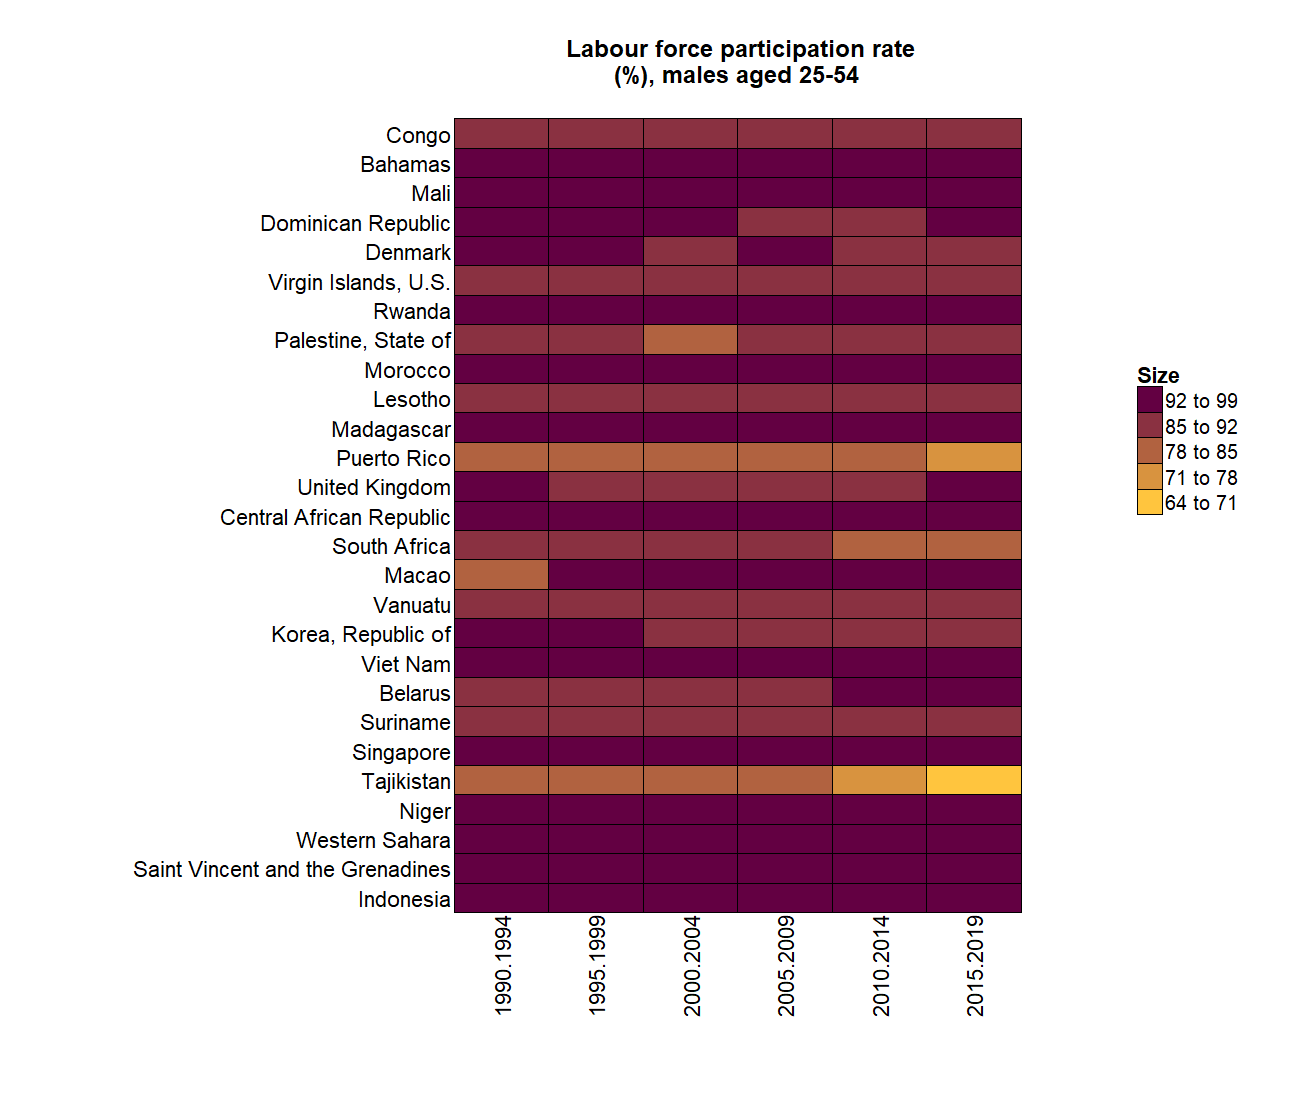 Labour force participation rate
(%), males aged 25-54
Congo
Bahamas
Mali
Dominican Republic
Denmark
Virgin Islands, U.S.
Rwanda
Palestine, State of
Morocco
Lesotho
Madagascar
Puerto Rico
United Kingdom
Central African Republic
South Africa
Macao
Vanuatu
Korea, Republic of
Viet Nam
Belarus
Suriname
Singapore
Tajikistan
Niger
Western Sahara
Saint Vincent and the Grenadines
Indonesia
1990.1994
1995.1999
2000.2004
2005.2009
2010.2014
2015.2019
Size
92 to 99
85 to 92
78 to 85
71 to 78
64 to 71